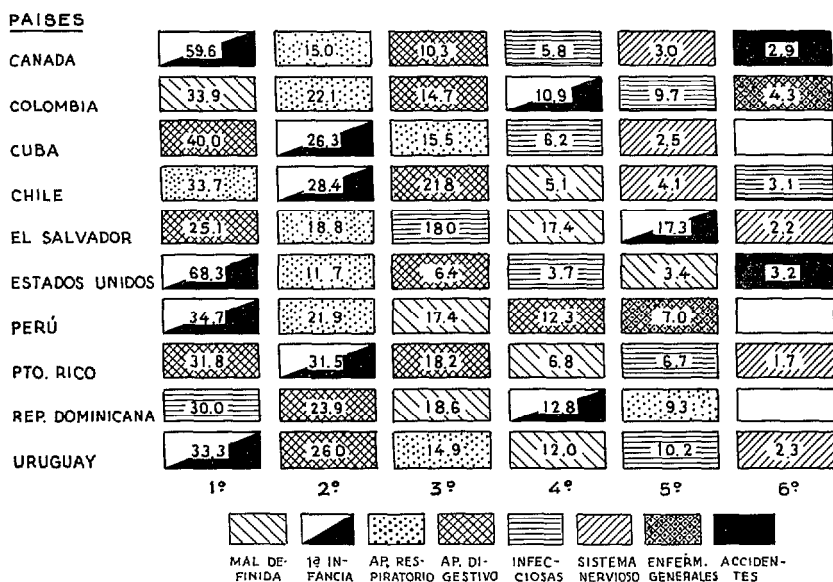 PAISES
CANADA 59.6 15.0 10.3 5.8 3.0 2.9
COLOMBIA 33.9 22.1 14.7 10.9 9.7 4.3
CUBA 40.0 26.3 15.5 6.2 2.5
CHILE 33.7 28.4 21.8 5.1 4.1 3.1
EL SALVADOR 25.1 18.8 180 17.4 17.3 2.2
ESTADOS UNIDOS 68.3 11.7 6.4 3.7 3.4 3.2
PERÚ 34.7 21.9 17.4 12.3 7.0
PTO. RICO 31.8 31.5 18.2 6.8 6.7 1.7
REP. DOMINICANA 30.0 23.9 18.6 12.8 9.3
URUGUAY 33.3 26.0 14.9 12.0 10.2 2.3
1º 2º 3º 4º 5º 6º
MAL DE- 1ª IN- AP. RES- AP. DI- INFEC- SISTEMA ENFERM. ACCIDEN-
FINIDA FANCIA PIRATORIO GESTIVO CIOSAS NERVIOSO GENERALES TES